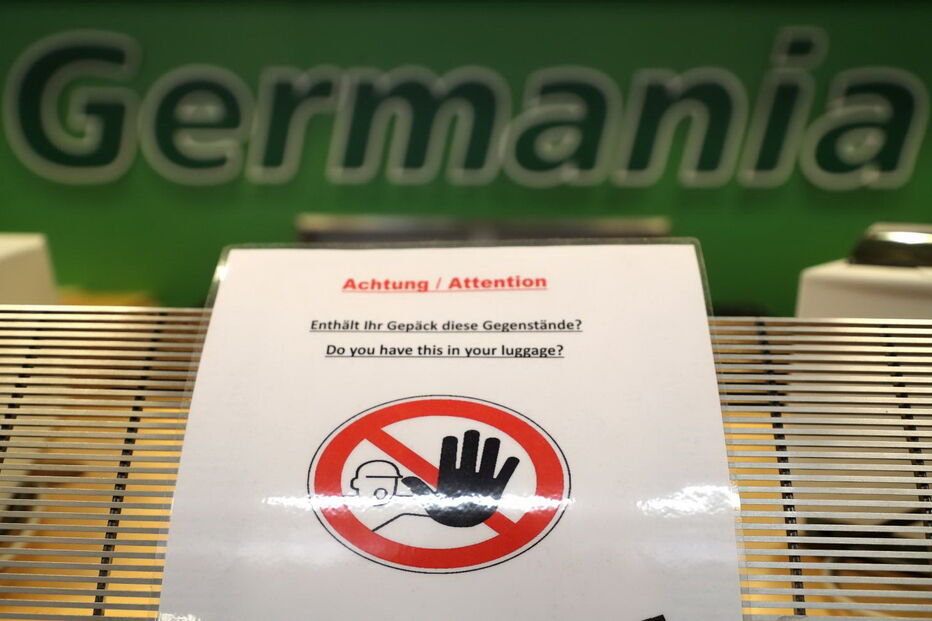 Germania
Achtung / Attention
Enthält Ihr Gepäck diese Gegenstände?
Do you have this in your luggage?